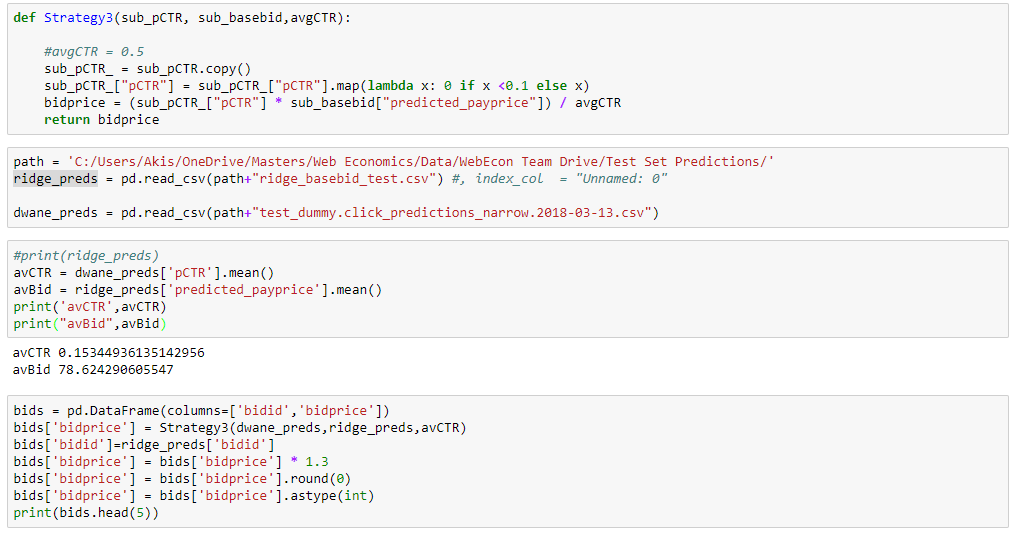 def Strategy3(sub_pCTR, sub_basebid,avgCTR):
#avgCTR = 0.5
sub_pCTR_ = sub_pCTR.copy()
sub_pCTR_["pCTR"] = sub_pCTR_["pCTR"].map(lambda x: 0 if x <0.1 else x)
bidprice = (sub_pCTR_["pCTR"] * sub_basebid["predicted_payprice"]) / avgCTR
return bidprice
path = 'C:/Users/Akis/OneDrive/Masters/Web Economics/Data/WebEcon Team Drive/Test Set Predictions/'
ridge_preds = pd.read_csv(path+"ridge_basebid_test.csv") #, index_col  = "Unnamed: 0"
dwane_preds = pd.read_csv(path+"test_dummy.click_predictions_narrow.2018-03-13.csv")
#print(ridge_preds)
avCTR = dwane_preds['pCTR'].mean()
avBid = ridge_preds['predicted_payprice'].mean()
print('avCTR',avCTR)
print("avBid",avBid)
avCTR 0.15344936135142956
avBid 78.624290605547
bids = pd.DataFrame(columns=['bidid','bidprice'])
bids['bidprice'] = Strategy3(dwane_preds,ridge_preds,avCTR)
bids['bidid']=ridge_preds['bidid']
bids['bidprice'] = bids['bidprice'] * 1.3
bids['bidprice'] = bids['bidprice'].round(0)
bids['bidprice'] = bids['bidprice'].astype(int)
print(bids.head(5))